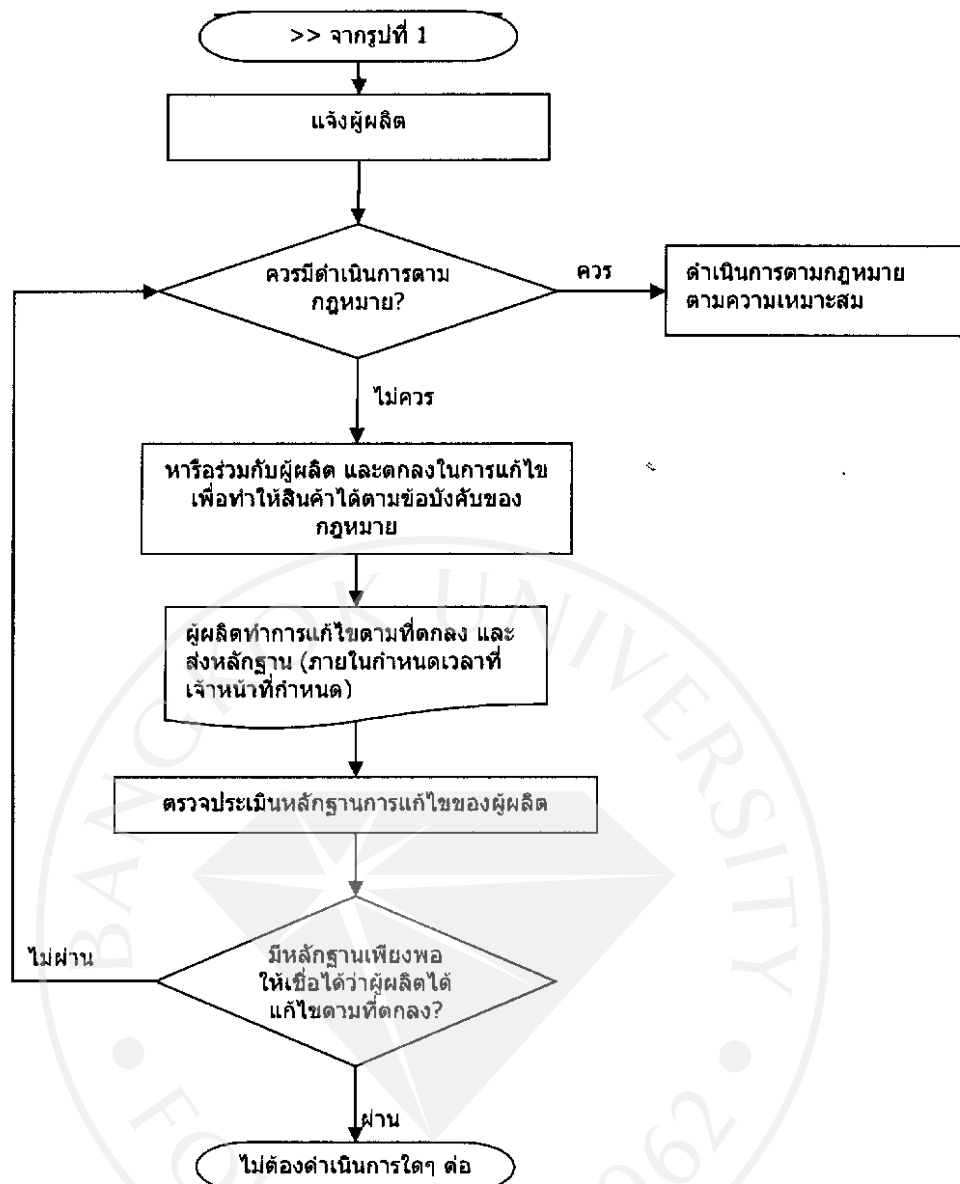 >> จากรูปที่ 1
แจ้งผู้ผลิต
ควรมีดำเนินการตาม
กฎหมาย?
ควร
ดำเนินการตามกฎหมาย
ตามความเหมาะสม
ไม่ควร
หารือร่วมกับผู้ผลิต และตกลงในการแก้ไข
เพื่อทำให้สินค้าได้ตามข้อบังคับของ
กฎหมาย
ผู้ผลิตทำการแก้ไขตามที่ตกลง และ
ส่งหลักฐาน (ภายในกำหนดเวลาที่
เจ้าหน้าที่กำหนด)
ตรวจประเมินหลักฐานการแก้ไขของผู้ผลิต
มีหลักฐานเพียงพอ
ให้เชื่อได้ว่าผู้ผลิตได้
แก้ไขตามที่ตกลง?
ไม่ผ่าน
ผ่าน
ไม่ต้องดำเนินการใดๆ ต่อ
BANGKOK UNIVERSITY